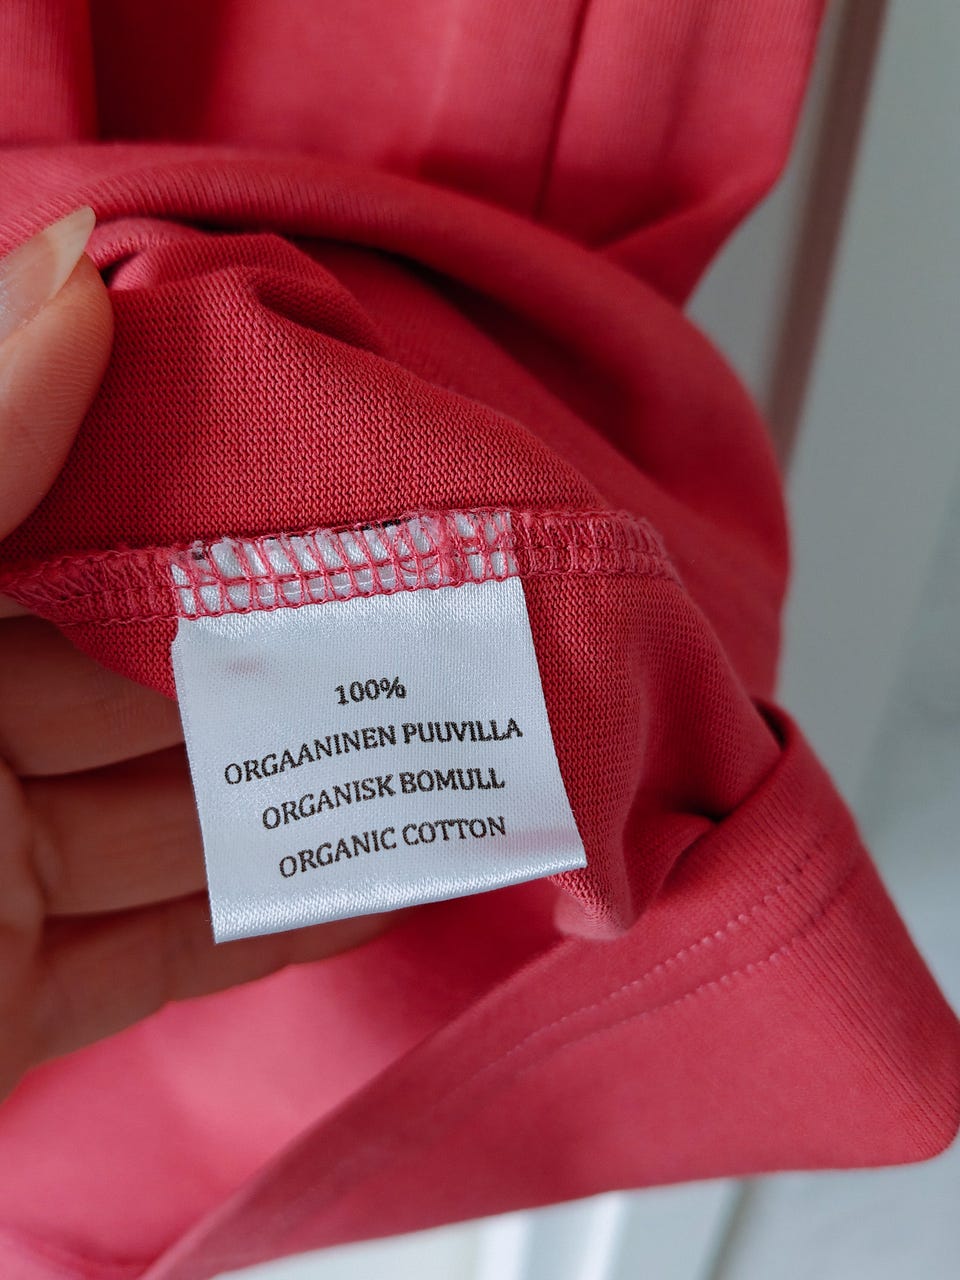 100%
ORGAANINEN PUUVILLA
ORGANISK BOMULL
ORGANIC COTTON